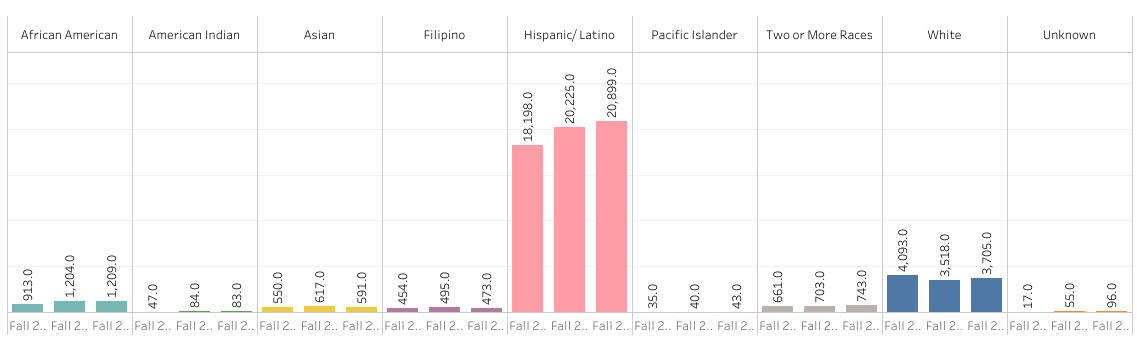 African American American Indian Asian Filipino Hispanic/ Latino Pacific Islander Two or More Races White Unknown
913.0 1,204.0 1,209.0 47.0 84.0 83.0 550.0 617.0 591.0 454.0 495.0 473.0 18,198.0 20,225.0 20,899.0 35.0 40.0 43.0 661.0 703.0 743.0 4,093.0 3,518.0 3,705.0 17.0 55.0 96.0
Fall 2.. Fall 2.. Fall 2.. Fall 2.. Fall 2.. Fall 2.. Fall 2.. Fall 2.. Fall 2.. Fall 2.. Fall 2.. Fall 2.. Fall 2.. Fall 2.. Fall 2.. Fall 2.. Fall 2.. Fall 2.. Fall 2.. Fall 2.. Fall 2.. Fall 2.. Fall 2.. Fall 2.. Fall 2.. Fall 2.. Fall 2..